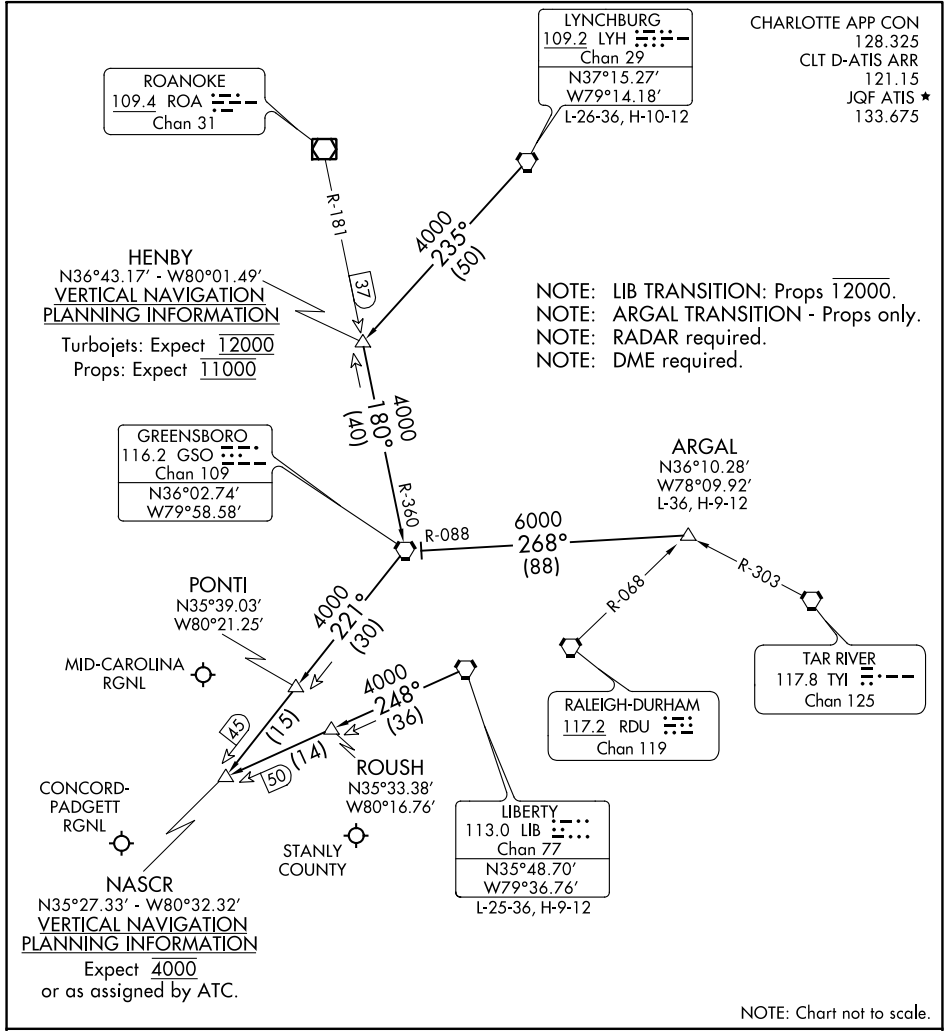 LYNCHBURG
109.2 LYH
Chan 29
N37°15.27′
W79°14.18′
L-26-36, H-10-12
CHARLOTTE APP CON
128.325
CLT D-ATIS ARR
121.15
JQF ATIS ★
133.675
ROANOKE
109.4 ROA
Chan 31
R-181
37
4000
235°
(50)
HENBY
N36°43.17′ - W80°01.49′
VERTICAL NAVIGATION
PLANNING INFORMATION
Turbojets: Expect 12000
Props: Expect 11000
NOTE: LIB TRANSITION: Props 12000.
NOTE: ARGAL TRANSITION - Props only.
NOTE: RADAR required.
NOTE: DME required.
4000
180°
(40)
R-360
GREENSBORO
116.2 GSO
Chan 109
N36°02.74′
W79°58.58′
R-088
6000
268°
(88)
ARGAL
N36°10.28′
W78°09.92′
L-36, H-9-12
R-068
R-303
PONTI
N35°39.03′
W80°21.25′
4000
221°
(30)
MID-CAROLINA
RGNL
TAR RIVER
117.8 TYI
Chan 125
RALEIGH-DURHAM
117.2 RDU
Chan 119
4000
248°
(36)
45
(15)
50
(14)
ROUSH
N35°33.38′
W80°16.76′
CONCORD-
PADGETT
RGNL
STANLY
COUNTY
LIBERTY
113.0 LIB
Chan 77
N35°48.70′
W79°36.76′
L-25-36, H-9-12
NASCR
N35°27.33′ - W80°32.32′
VERTICAL NAVIGATION
PLANNING INFORMATION
Expect 4000
or as assigned by ATC.
NOTE: Chart not to scale.